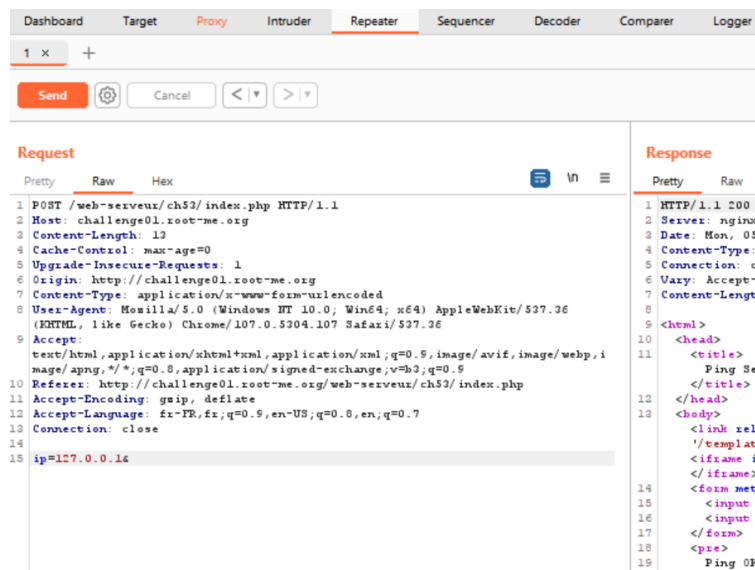 Dashboard Target Proxy Intruder Repeater Sequencer Decoder Comparer Logger
1 × +
Send Cancel < >
Request
Pretty Raw Hex \n
1 POST /web-serveur/ch53/index.php HTTP/1.1
2 Host: challenge01.root-me.org
3 Content-Length: 13
4 Cache-Control: max-age=0
5 Upgrade-Insecure-Requests: 1
6 Origin: http://challenge01.root-me.org
7 Content-Type: application/x-www-form-urlencoded
8 User-Agent: Mozilla/5.0 (Windows NT 10.0; Win64; x64) AppleWebKit/537.36
(KHTML, like Gecko) Chrome/107.0.5304.107 Safari/537.36
9 Accept:
text/html,application/xhtml+xml,application/xml;q=0.9,image/avif,image/webp,i
mage/apng,*/*;q=0.8,application/signed-exchange;v=b3;q=0.9
10 Referer: http://challenge01.root-me.org/web-serveur/ch53/index.php
11 Accept-Encoding: gzip, deflate
12 Accept-Language: fr-FR,fr;q=0.9,en-US;q=0.8,en;q=0.7
13 Connection: close
14
15 ip=127.0.0.1&
Response
Pretty Raw
1 HTTP/1.1 200
2 Server: nginx
3 Date: Mon, 05
4 Content-Type:
5 Connection: c
6 Vary: Accept-
7 Content-Lengt
8
9 <html>
10 <head>
11 <title>
Ping Se
</title>
12 </head>
13 <body>
<link rel
'/templat
<iframe i
</iframe>
14 <form met
15 <input
16 <input
17 </form>
18 <pre>
19 Ping OK